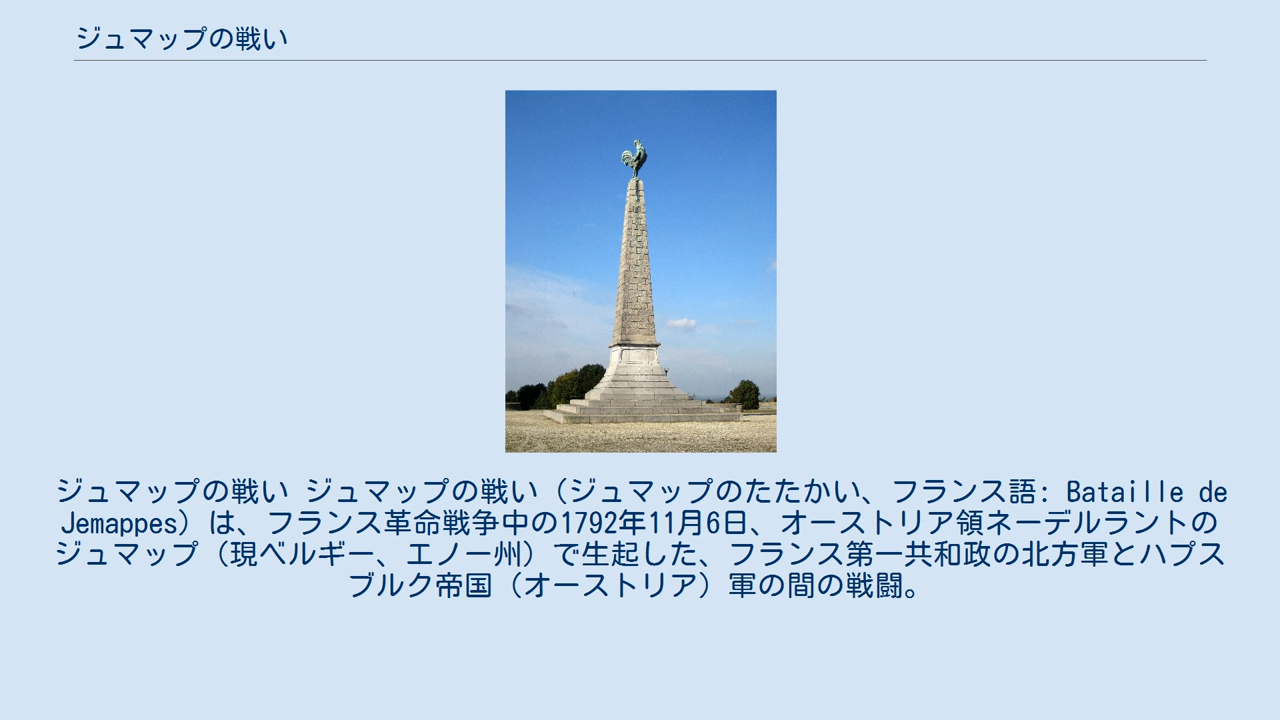 ジュマップの戦い
ジュマップの戦い ジュマップの戦い（ジュマップのたたかい、フランス語: Bataille de
Jemappes）は、フランス革命戦争中の1792年11月6日、オーストリア領ネーデルラントの
ジュマップ（現ベルギー、エノー州）で生起した、フランス第一共和政の北方軍とハプス
ブルク帝国（オーストリア）軍の間の戦闘。